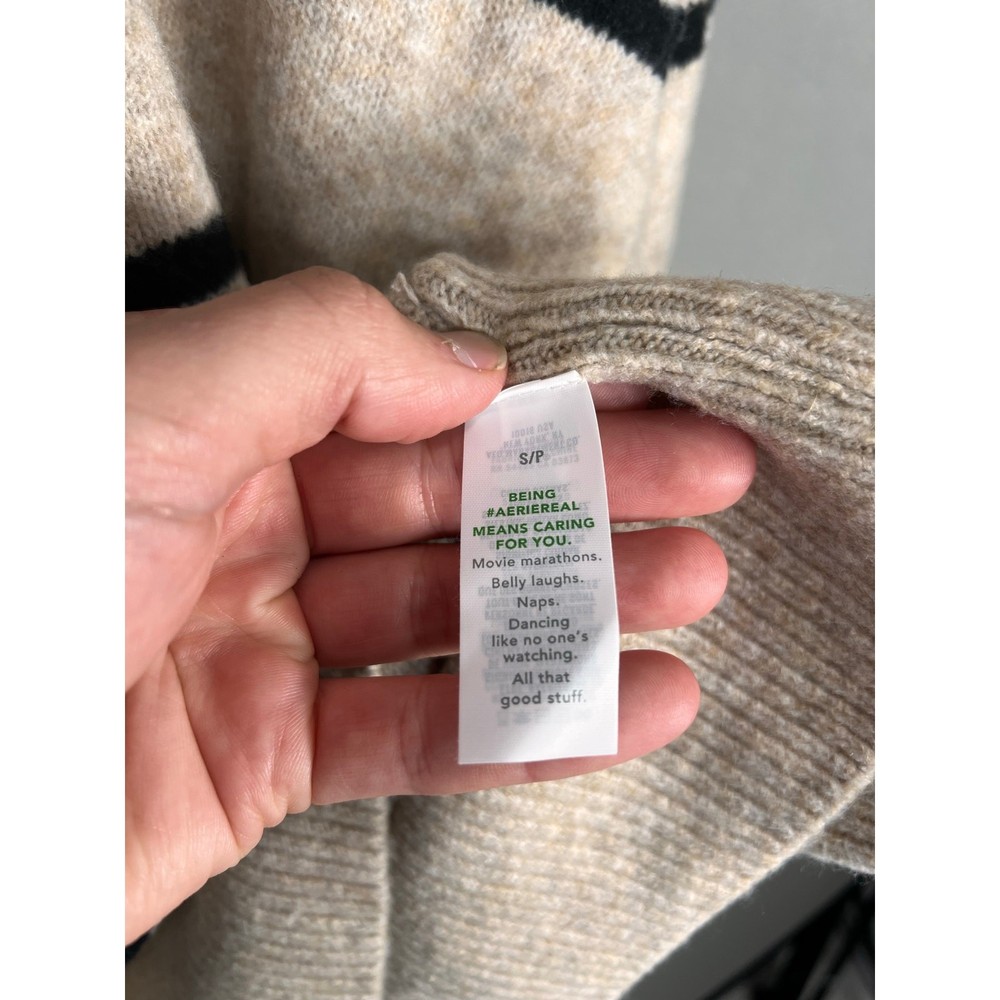 S/P
BEING
#AERIEREAL
MEANS CARING
FOR YOU.
Movie marathons.
Belly laughs.
Naps.
Dancing
like no one's
watching.
All that
good stuff.